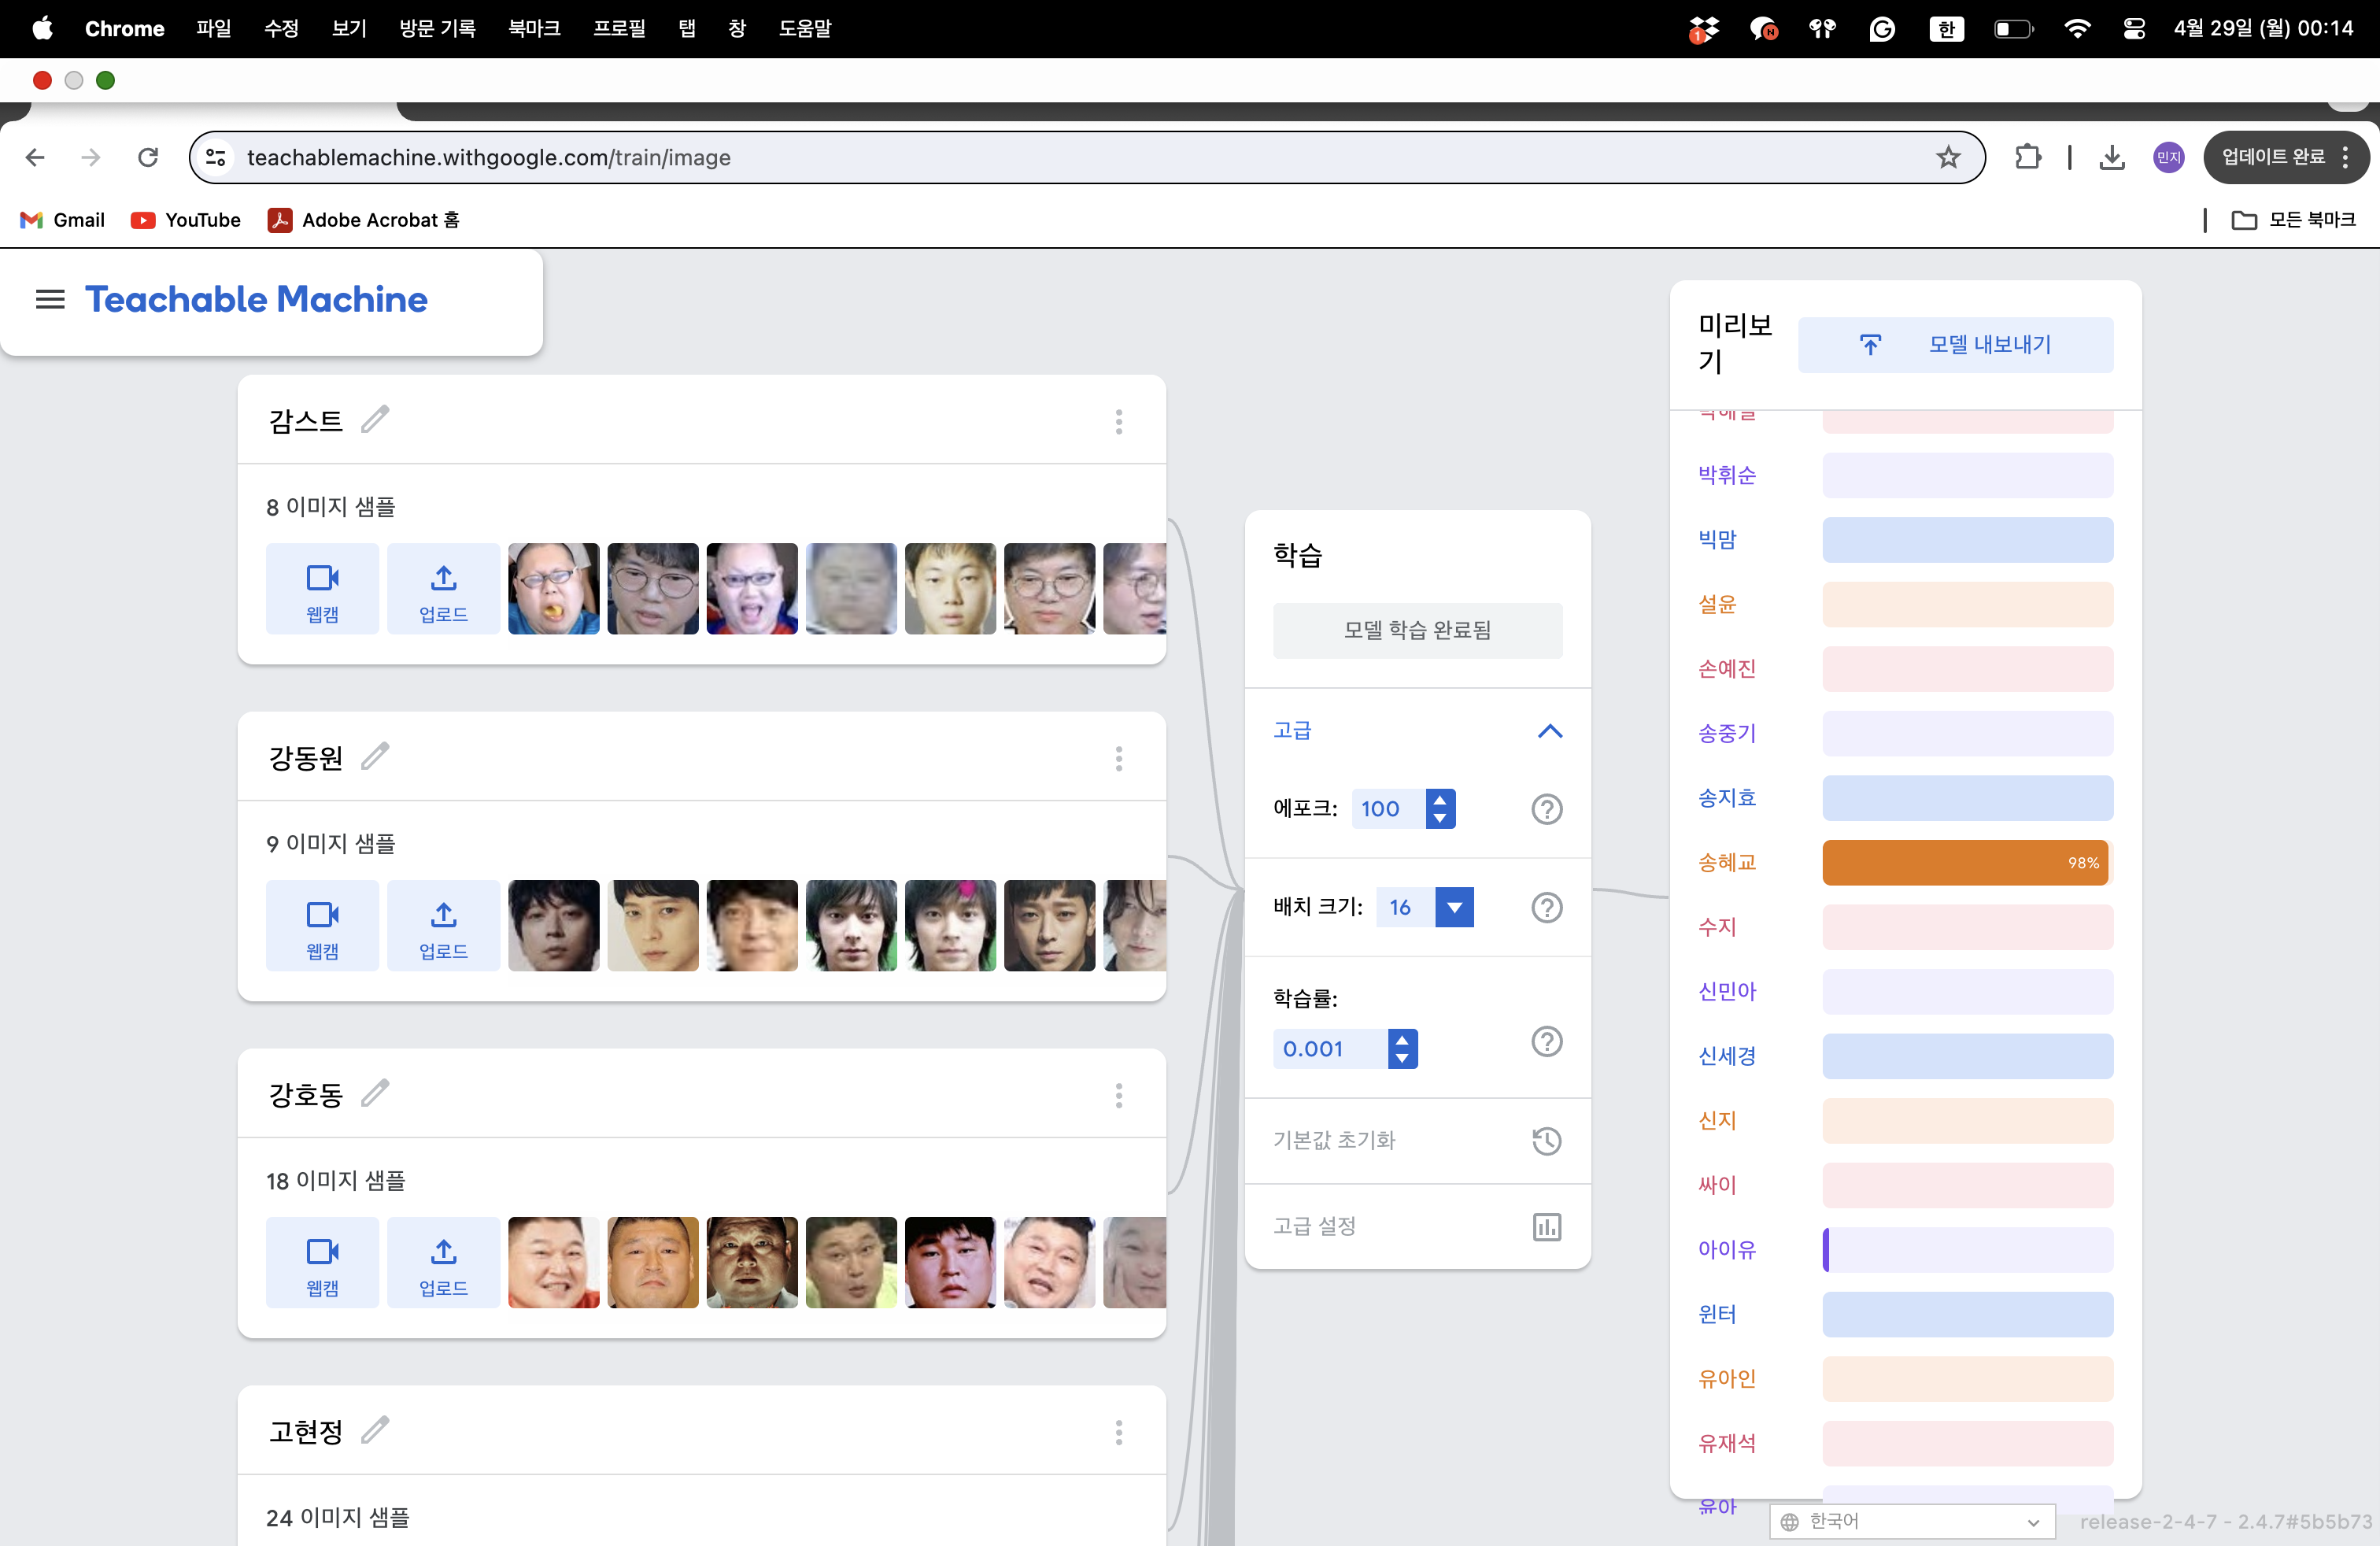 Chrome 파일 수정 보기 방문 기록 북마크 프로필 탭 창 도움말 1 N 한 4월 29일 (월) 00:14
teachablemachine.withgoogle.com/train/image 민지 업데이트 완료
Gmail YouTube Adobe Acrobat 홈 모든 북마크
Teachable Machine
감스트
8 이미지 샘플
웹캠 업로드
강동원
9 이미지 샘플
웹캠 업로드
강호동
18 이미지 샘플
웹캠 업로드
고현정
24 이미지 샘플
학습
모델 학습 완료됨
고급
에포크: 100
배치 크기: 16
학습률:
0.001
기본값 초기화
고급 설정
미리보
기
모델 내보내기
박휘순
빅맘
설윤
손예진
송중기
송지효
송혜교 98%
수지
신민아
신세경
신지
싸이
아이유
윈터
유아인
유재석
유아
한국어
release-2-4-7 - 2.4.7#5b5b73